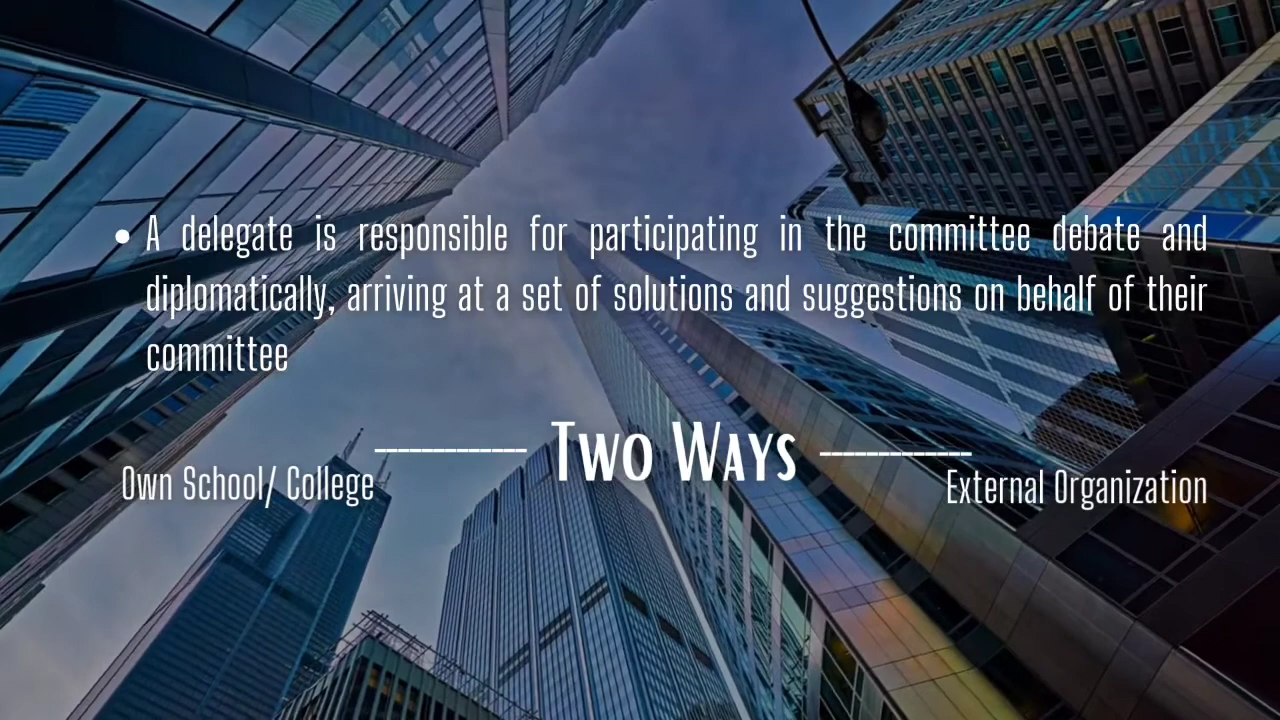 • A delegate is responsible for participating in the committee debate and
diplomatically, arriving at a set of solutions and suggestions on behalf of their
committee
------------- Two Ways -------------
Own School/ College
External Organization